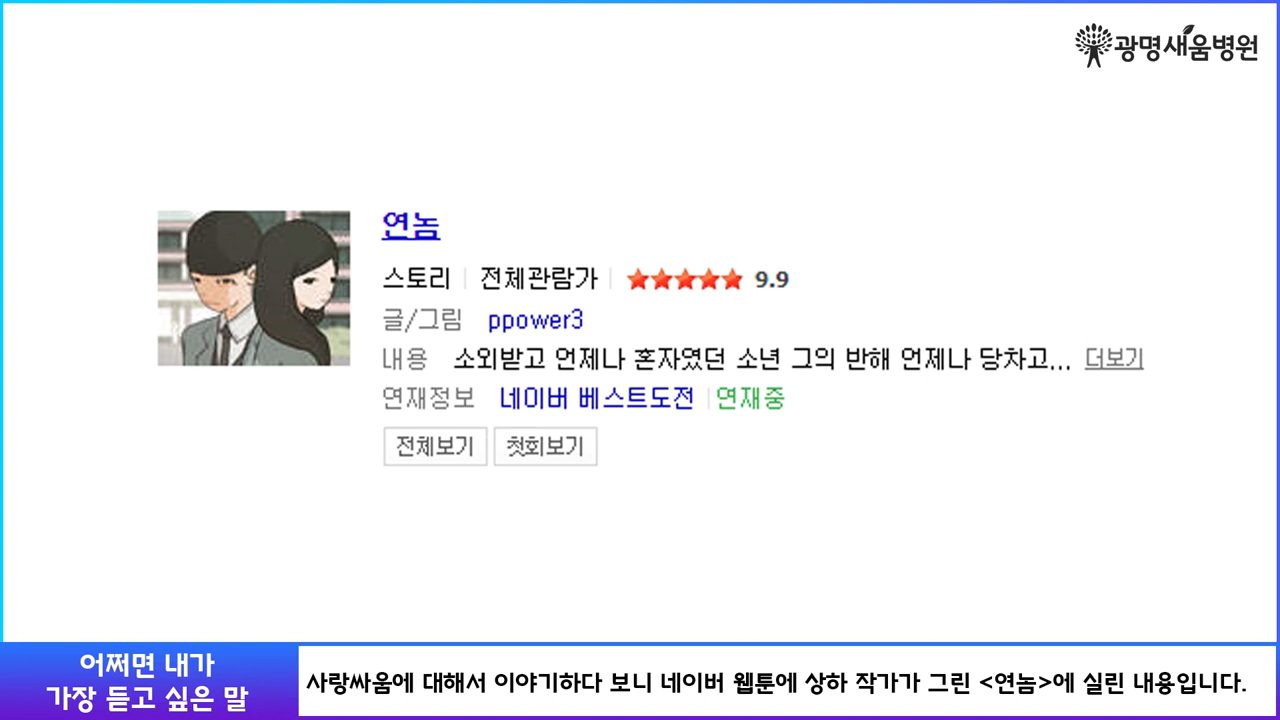 광명새움병원
연놈
스토리 전체관람가 9.9
글/그림 ppower3
내용 소외받고 언제나 혼자였던 소년 그의 반해 언제나 당차고... 더보기
연재정보 네이버 베스트도전 연재중
전체보기 첫회보기
어쩌면 내가
가장 듣고 싶은 말
사랑싸움에 대해서 이야기하다 보니 네이버 웹툰에 상하 작가가 그린 <연놈>에 실린 내용입니다.